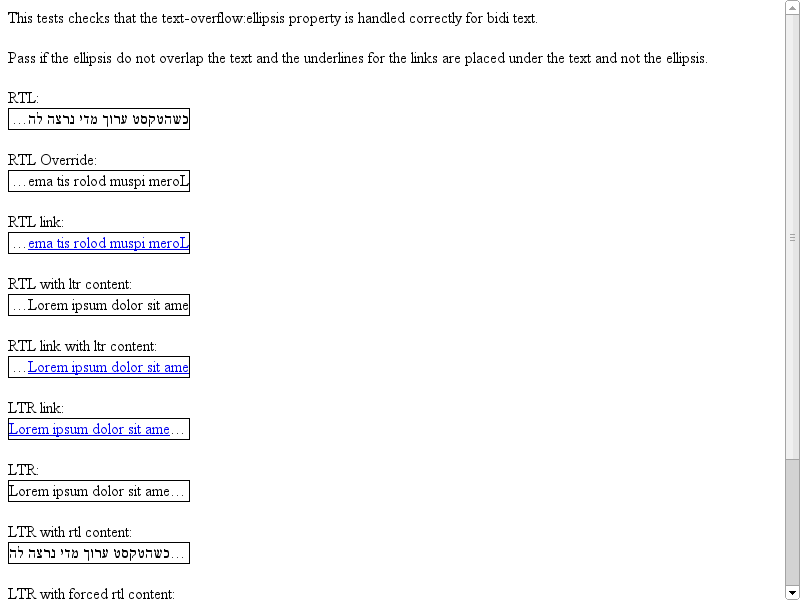 This tests checks that the text-overflow:ellipsis property is handled correctly for bidi text.
Pass if the ellipsis do not overlap the text and the underlines for the links are placed under the text and not the ellipsis.
RTL:
כשהטקסט ערוך מדי נרצה לה…
RTL Override:
…ema tis rolod muspi meroL
RTL link:
…ema tis rolod muspi meroL
RTL with ltr content:
…Lorem ipsum dolor sit ame
RTL link with ltr content:
…Lorem ipsum dolor sit ame
LTR link:
Lorem ipsum dolor sit ame…
LTR:
Lorem ipsum dolor sit ame…
LTR with rtl content:
כשהטקסט ערוך מדי נרצה לה…
LTR with forced rtl content: